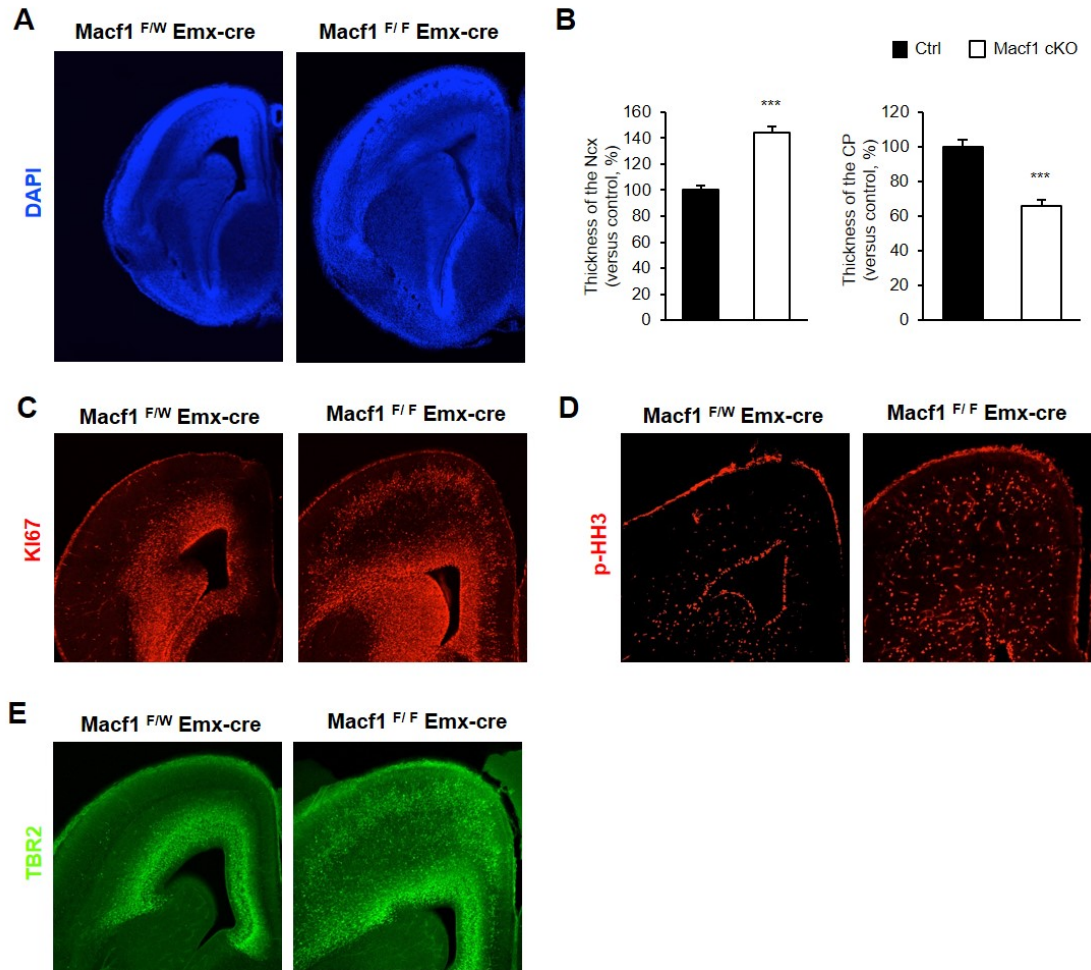 A
Macf1 F/W Emx-cre
Macf1 F/ F Emx-cre
DAPI
B
Ctrl
Macf1 cKO
Thickness of the Ncx
(versus control, %)
160
140
120
100
80
60
40
20
0
***
Thickness of the CP
(versus control, %)
120
100
80
60
40
20
0
***
C
Macf1 F/W Emx-cre
Macf1 F/ F Emx-cre
KI67
D
Macf1 F/W Emx-cre
Macf1 F/ F Emx-cre
p-HH3
E
Macf1 F/W Emx-cre
Macf1 F/ F Emx-cre
TBR2